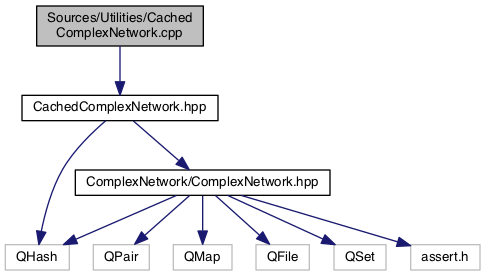 Sources/Utilities/Cached
ComplexNetwork.cpp
CachedComplexNetwork.hpp
ComplexNetwork/ComplexNetwork.hpp
QHash
QPair
QMap
QFile
QSet
assert.h